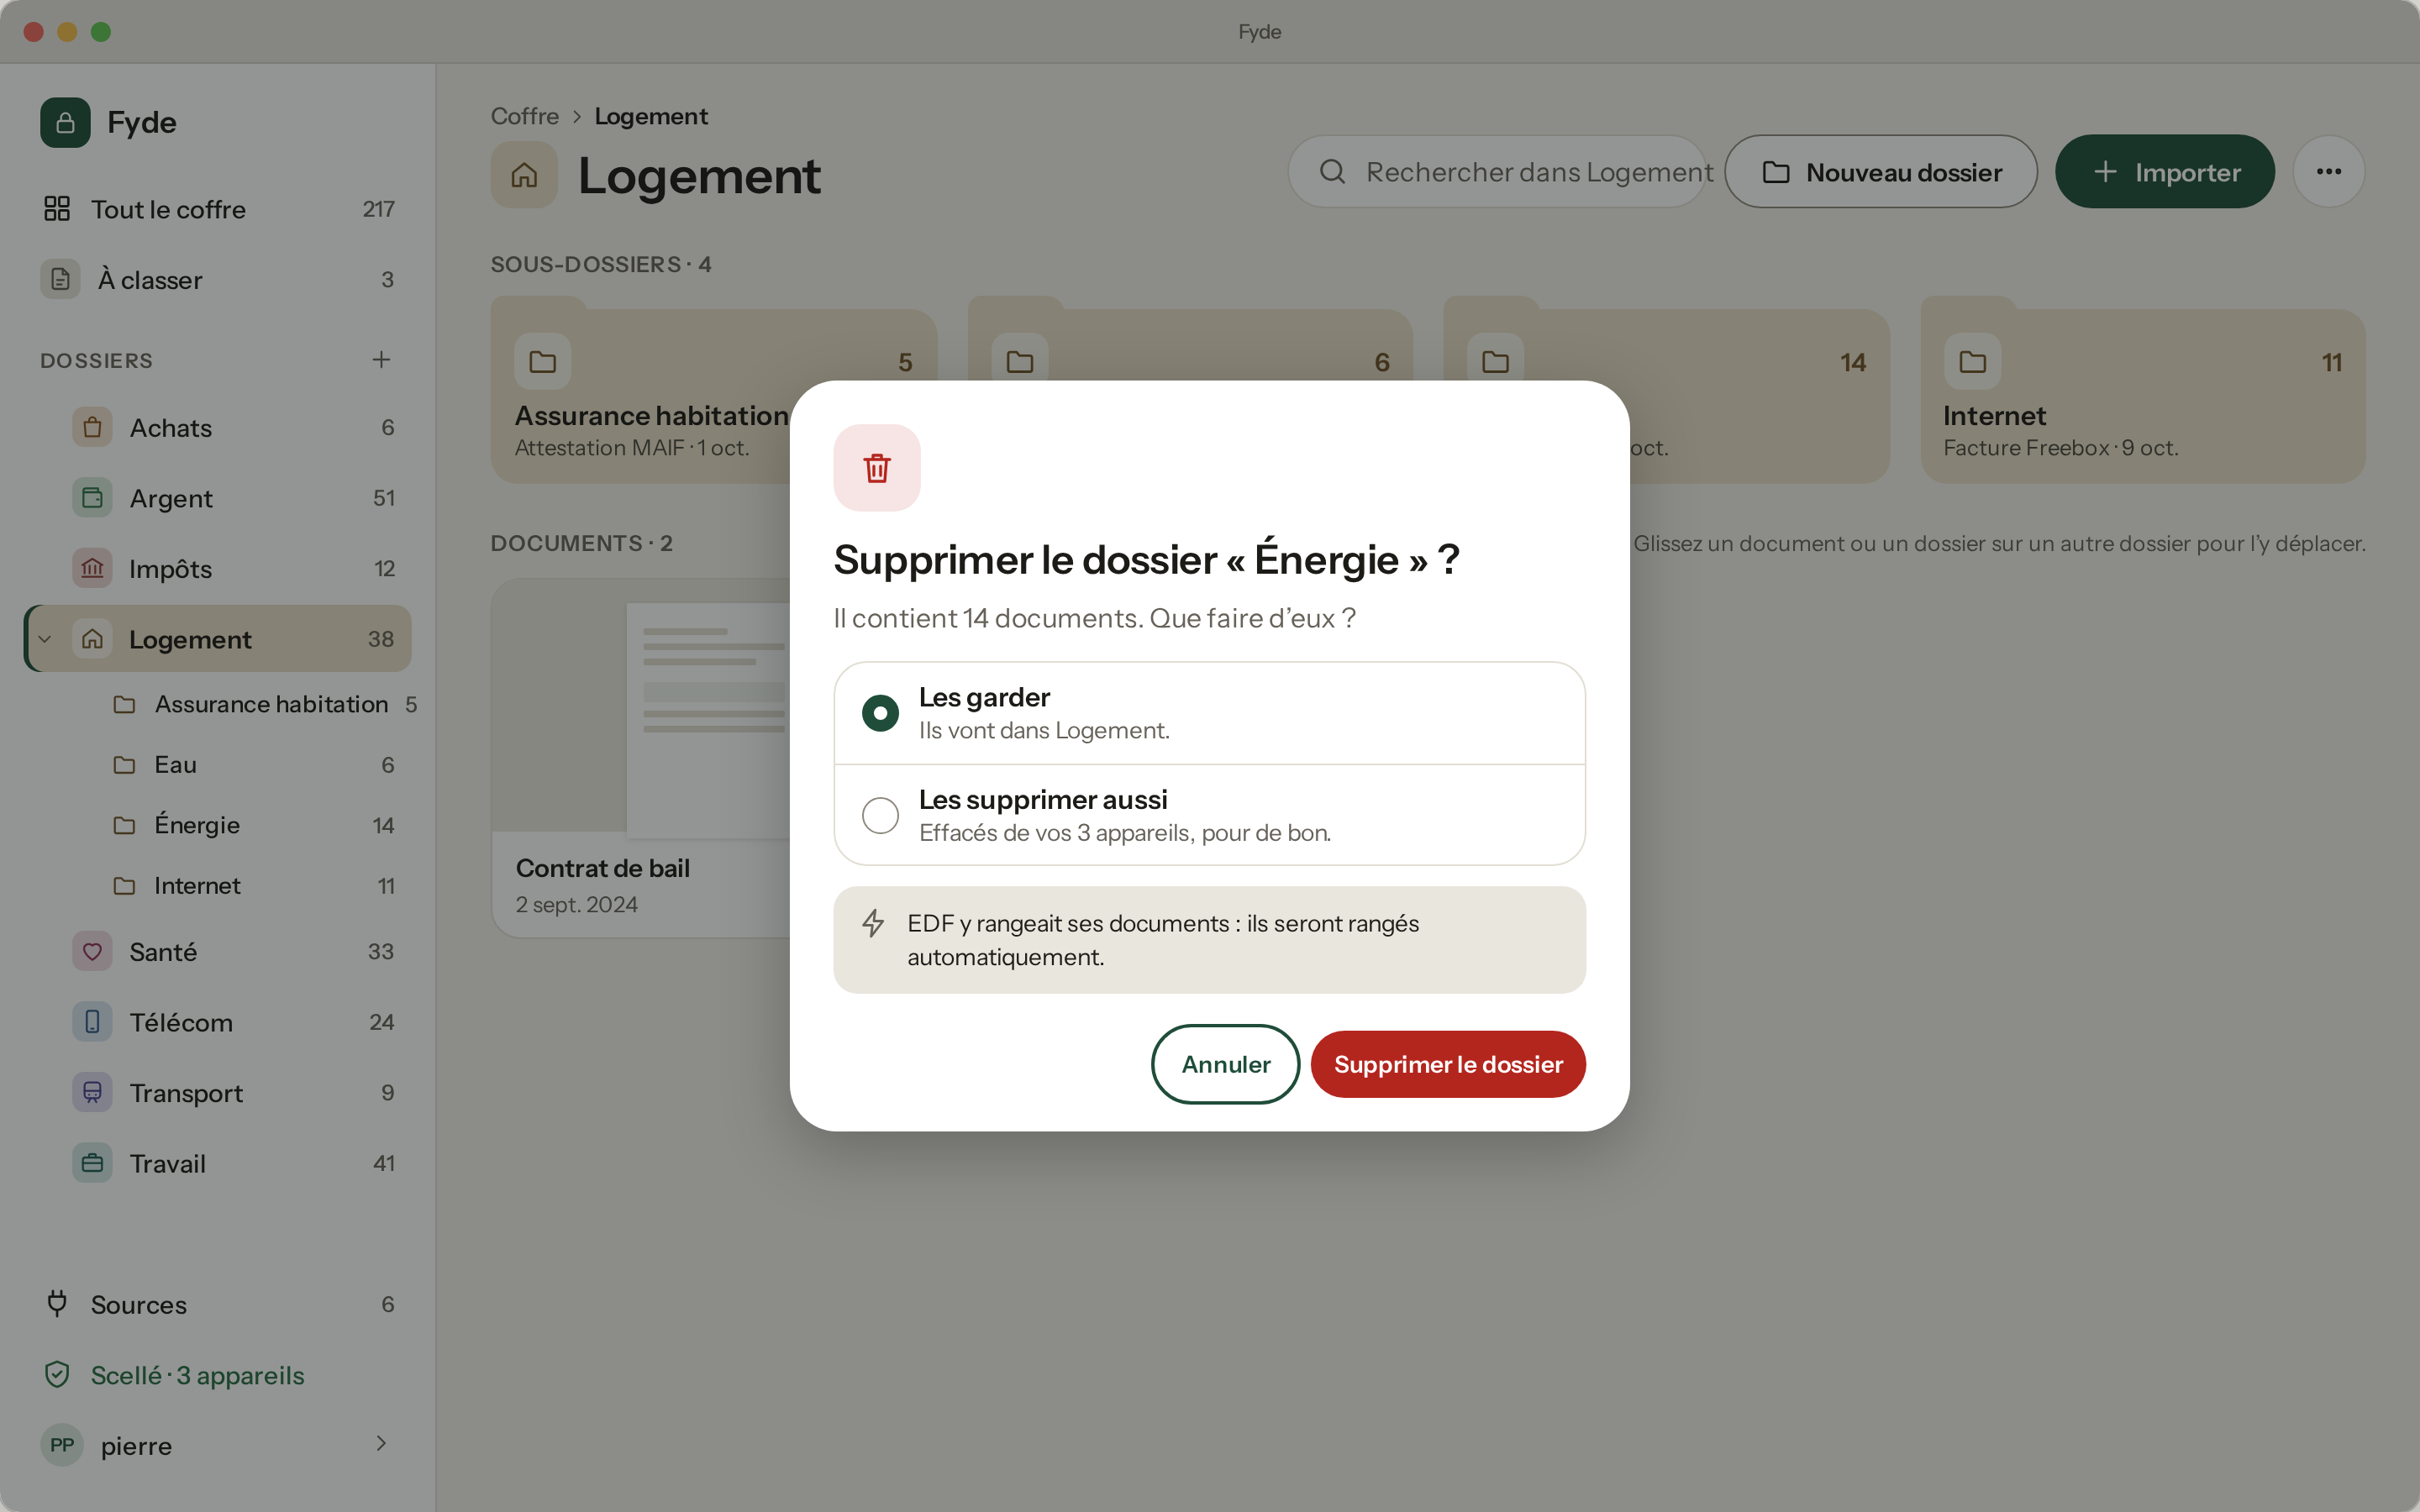 Fyde
Fyde
Tout le coffre 217
À classer 3
DOSSIERS
Achats 6
Argent 51
Impôts 12
Logement 38
Assurance habitation 5
Eau 6
Énergie 14
Internet 11
Santé 33
Télécom 24
Transport 9
Travail 41
Sources 6
Scellé · 3 appareils
PP pierre
Coffre > Logement
Logement
Rechercher dans Logement
Nouveau dossier
Importer
SOUS-DOSSIERS · 4
5
Assurance habitation
Attestation MAIF · 1 oct.
6
14
oct.
11
Internet
Facture Freebox · 9 oct.
DOCUMENTS · 2
Glissez un document ou un dossier sur un autre dossier pour l’y déplacer.
Contrat de bail
2 sept. 2024
Supprimer le dossier « Énergie » ?
Il contient 14 documents. Que faire d’eux ?
Les garder
Ils vont dans Logement.
Les supprimer aussi
Effacés de vos 3 appareils, pour de bon.
EDF y rangeait ses documents : ils seront rangés
automatiquement.
Annuler
Supprimer le dossier